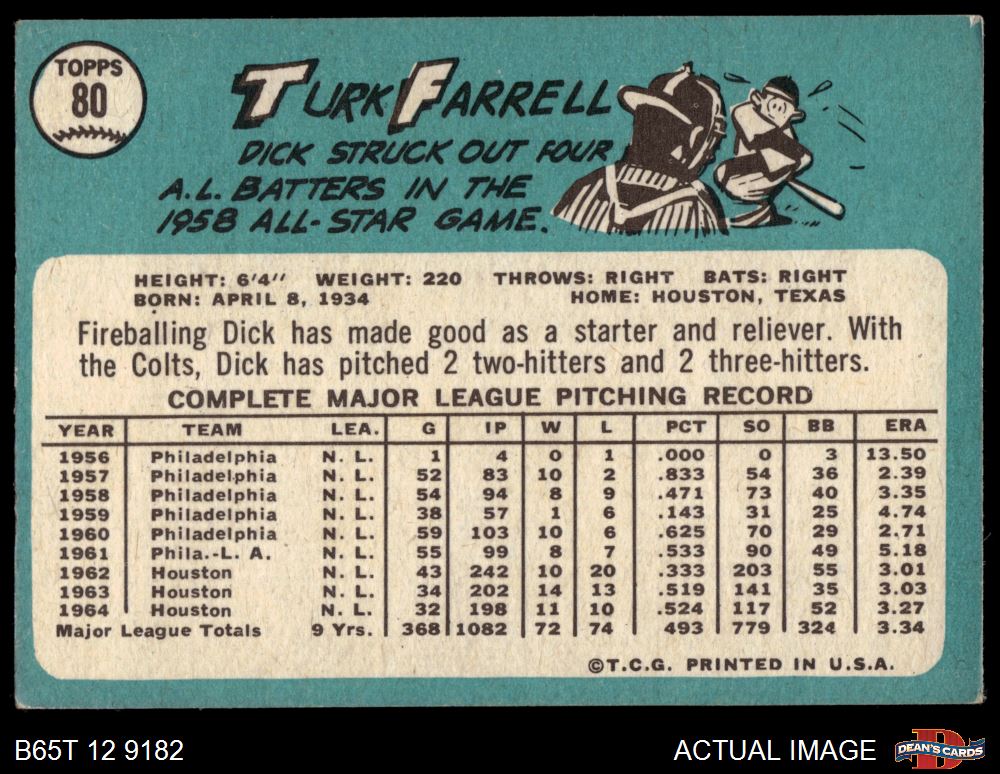 TOPPS
80
TURK FARRELL
DICK STRUCK OUT FOUR
A.L. BATTERS IN THE
1958 ALL-STAR GAME.
HEIGHT: 6'4" WEIGHT: 220 THROWS: RIGHT BATS: RIGHT
BORN: APRIL 8, 1934 HOME: HOUSTON, TEXAS
Fireballing Dick has made good as a starter and reliever. With
the Colts, Dick has pitched 2 two-hitters and 2 three-hitters.
COMPLETE MAJOR LEAGUE PITCHING RECORD
YEAR TEAM LEA. G IP W L PCT SO BB ERA
1956 Philadelphia N. L. 1 4 0 1 .000 0 3 13.50
1957 Philadelphia N. L. 52 83 10 2 .833 54 36 2.39
1958 Philadelphia N. L. 54 94 8 9 .471 73 40 3.35
1959 Philadelphia N. L. 38 57 1 6 .143 31 25 4.74
1960 Philadelphia N. L. 59 103 10 6 .625 70 29 2.71
1961 Phila.-L. A. N. L. 55 99 8 7 .533 90 49 5.18
1962 Houston N. L. 43 242 10 20 .333 203 55 3.01
1963 Houston N. L. 34 202 14 13 .519 141 35 3.03
1964 Houston N. L. 32 198 11 10 .524 117 52 3.27
Major League Totals 9 Yrs. 368 1082 72 74 493 779 324 3.34
©T.C.G. PRINTED IN U.S.A.
B65T 12 9182 ACTUAL IMAGE DEAN'S CARDS